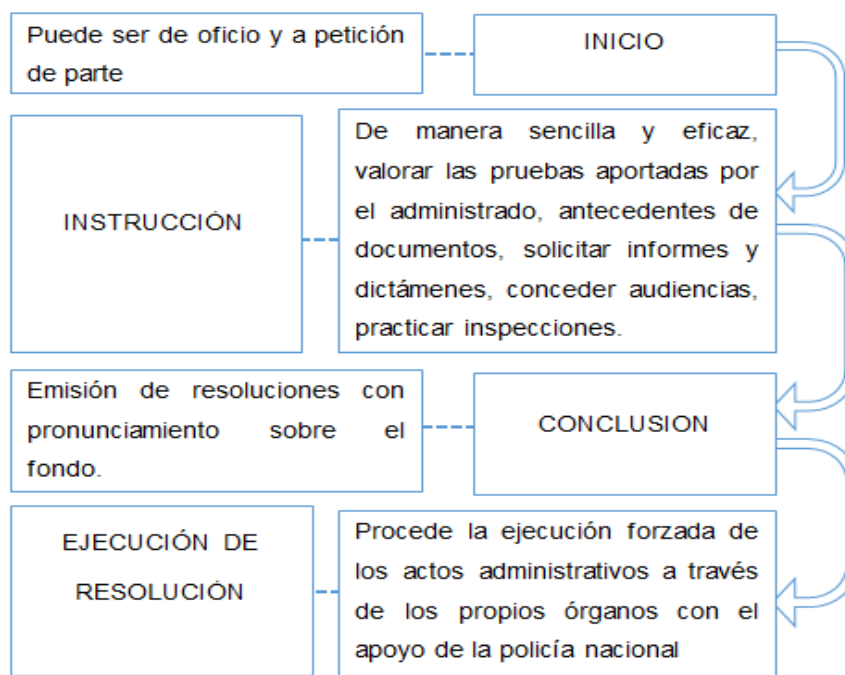 Puede ser de oficio y a petición
de parte
INICIO
INSTRUCCIÓN
De manera sencilla y eficaz,
valorar las pruebas aportadas por
el administrado, antecedentes de
documentos, solicitar informes y
dictámenes, conceder audiencias,
practicar inspecciones.
Emisión de resoluciones con
pronunciamiento sobre el
fondo.
CONCLUSION
EJECUCIÓN DE
RESOLUCIÓN
Procede la ejecución forzada de
los actos administrativos a través
de los propios órganos con el
apoyo de la policía nacional